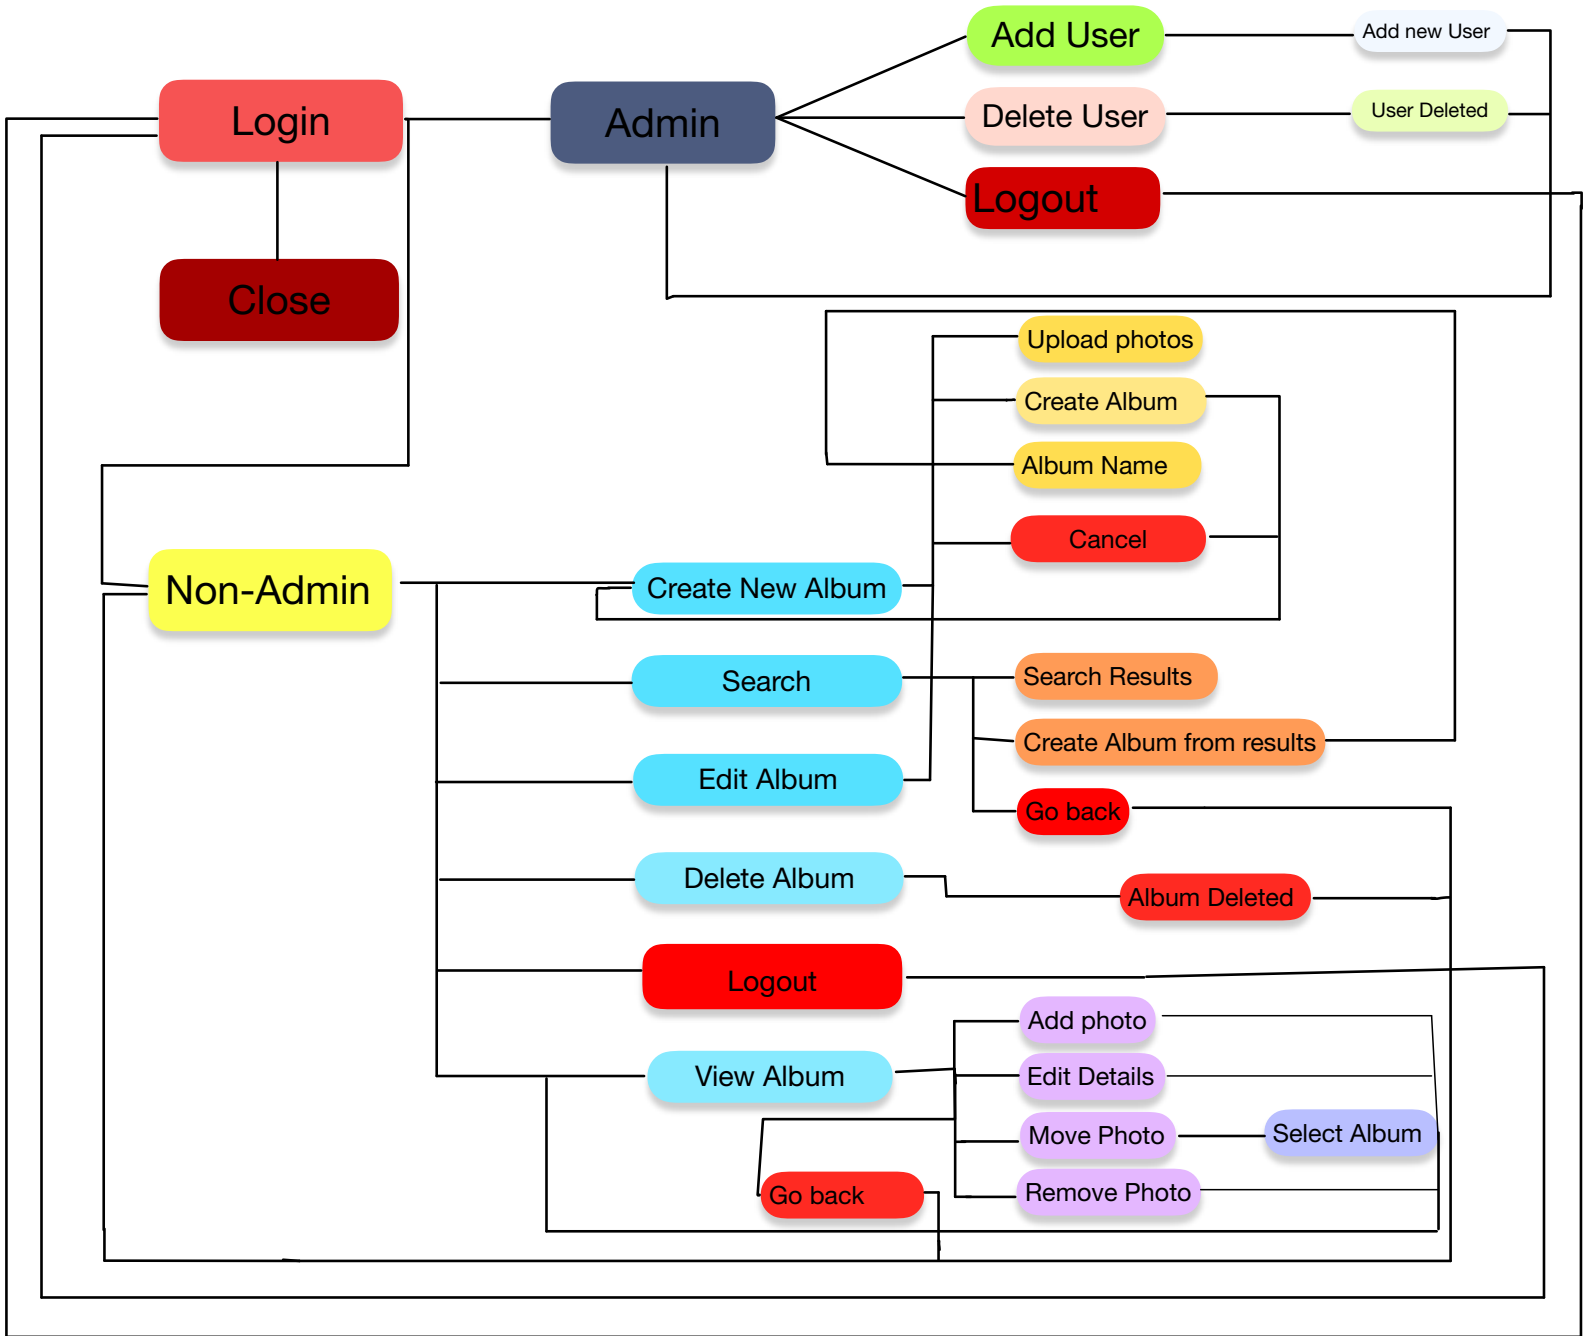 Add User
Add new User
Login
Admin
Delete User
User Deleted
Logout
Close
Upload photos
Create Album
Album Name
Cancel
Non-Admin
Create New Album
Search
Search Results
Create Album from results
Edit Album
Go back
Delete Album
Album Deleted
Logout
Add photo
View Album
Edit Details
Move Photo
Select Album
Go back
Remove Photo